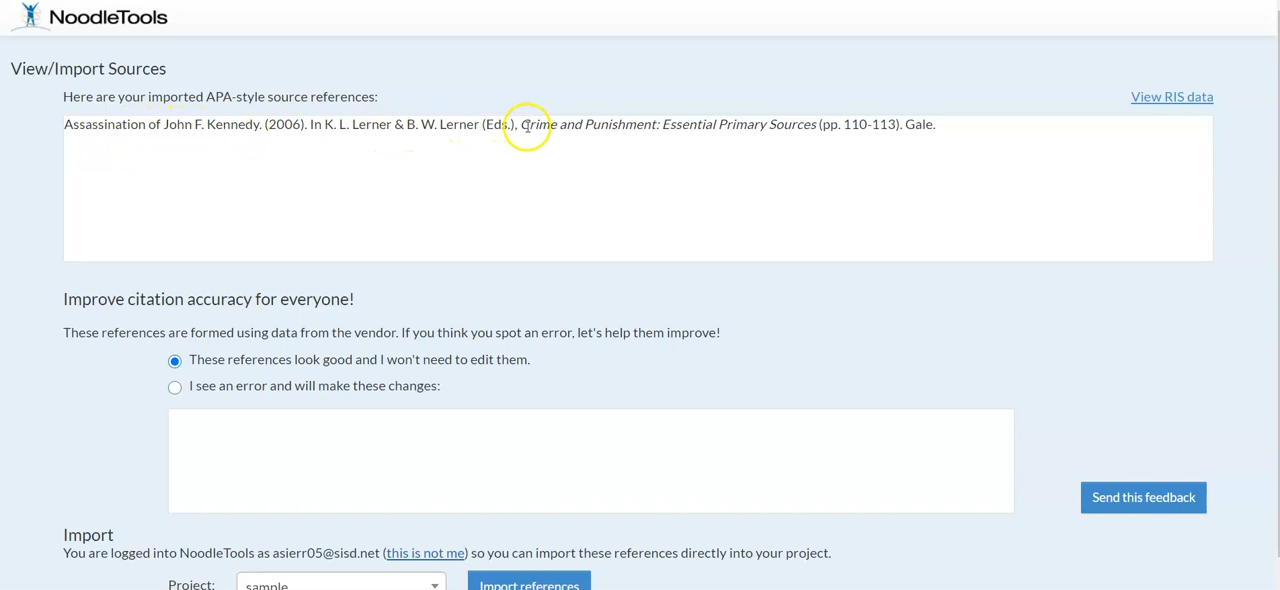 NoodleTools
View/Import Sources
Here are your imported APA-style source references:
View RIS data
Assassination of John F. Kennedy. (2006). In K. L. Lerner & B. W. Lerner (Eds.), Crime and Punishment: Essential Primary Sources (pp. 110-113). Gale.
Improve citation accuracy for everyone!
These references are formed using data from the vendor. If you think you spot an error, let's help them improve!
These references look good and I won't need to edit them.
I see an error and will make these changes:
Send this feedback
Import
You are logged into NoodleTools as asierr05@sisd.net (this is not me) so you can import these references directly into your project.
Project: sample Import references